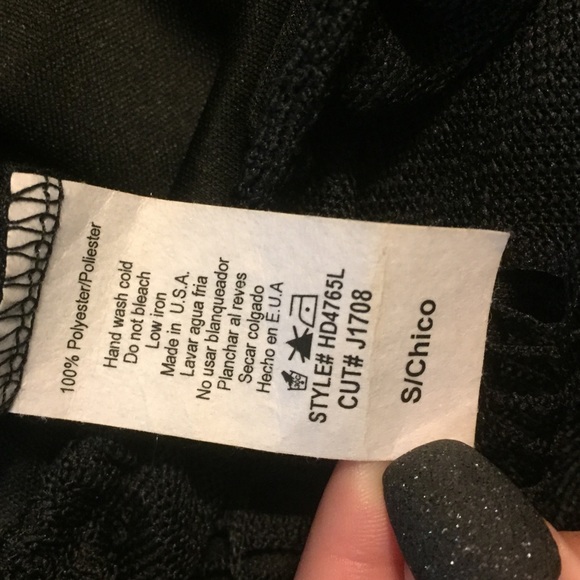 100% Polyester/Poliester
Hand wash cold
Do not bleach
Low iron
Made in U.S.A.
Lavar agua fria
No usar blanqueador
Planchar al reves
Secar colgado
Hecho en E.U.A
STYLE# HD4765L
CUT# J1708
S/Chico